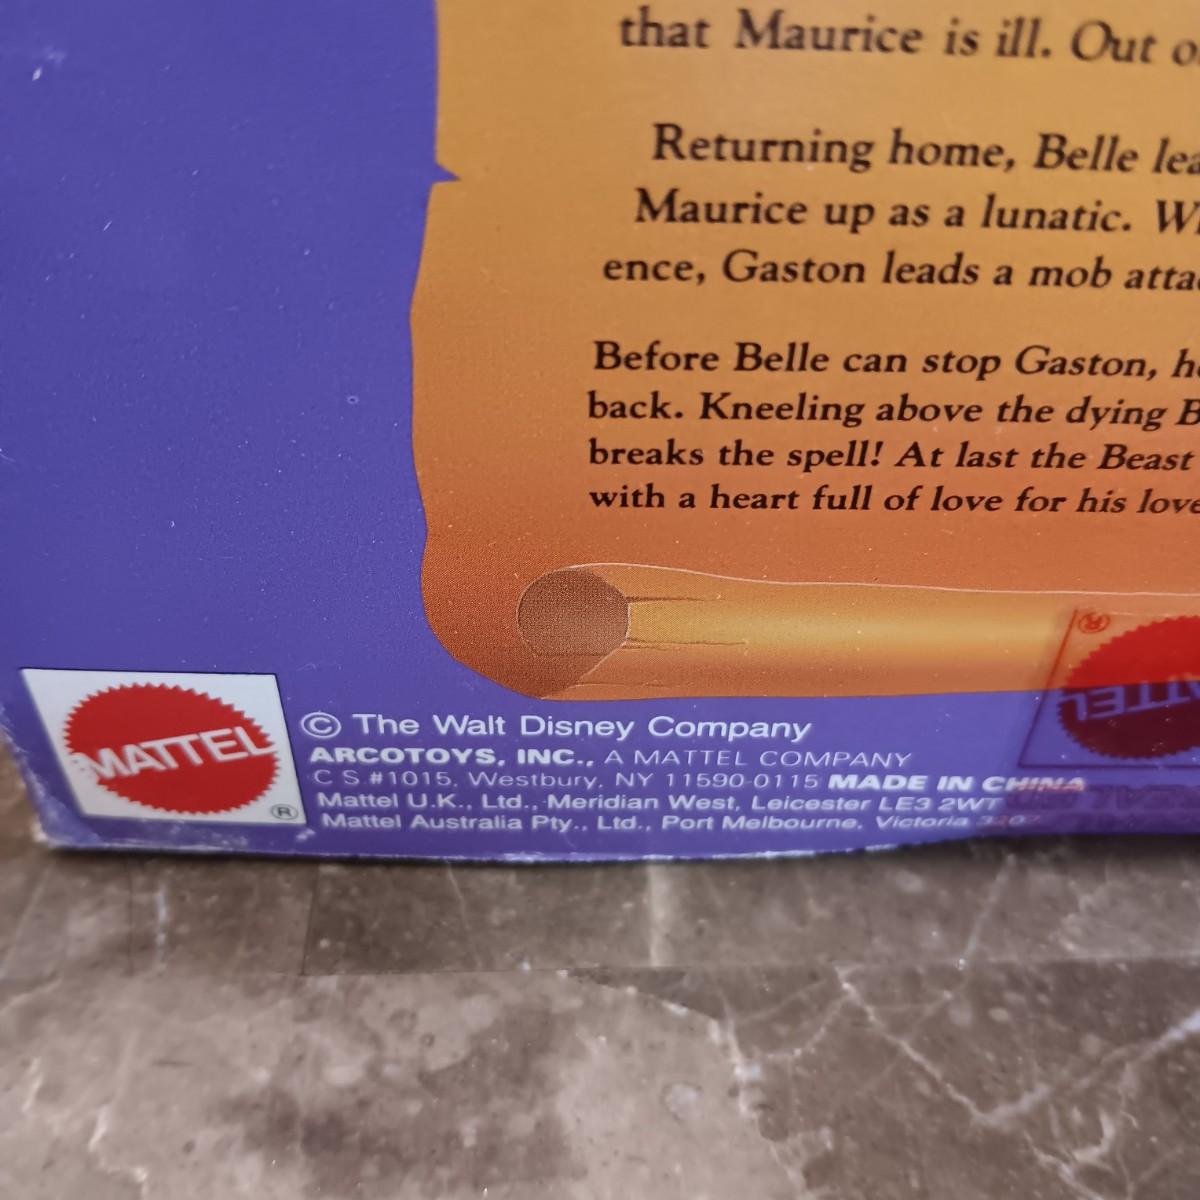 that Maurice is ill. Out
Returning home, Belle
Maurice up as a lunatic.
ence, Gaston leads a mob
Before Belle can stop Gaston,
back. Kneeling above the dying
breaks the spell! At last the Beast
with a heart full of love for his
MATTEL
®
© The Walt Disney Company
ARCOTOYS, INC., A MATTEL COMPANY
C S #1015, Westbury, NY 11590-0115 MADE IN CHINA
Mattel U.K., Ltd., Meridian West, Leicester LE3 2WT
Mattel Australia Pty., Ltd., Port Melbourne, Victoria